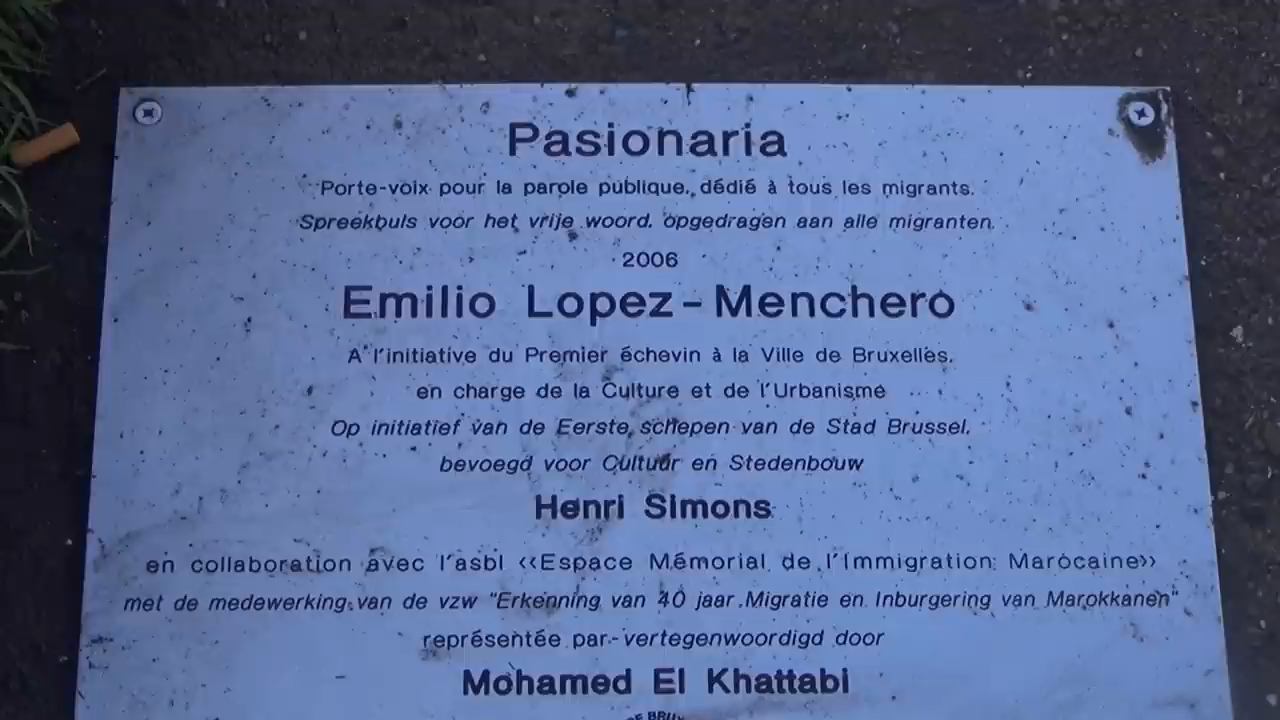 Pasionaria
Porte-voix pour la parole publique, dédié à tous les migrants.
Spreekbuis voor het vrije woord, opgedragen aan alle migranten.
2006
Emilio Lopez-Menchero
A l'initiative du Premier échevin à la Ville de Bruxelles,
en charge de la Culture et de l'Urbanisme
Op initiatief van de Eerste schepen van de Stad Brussel,
bevoegd voor Cultuur en Stedenbouw
Henri Simons
en collaboration avec l'asbl <<Espace Mémorial de l'Immigration Marocaine>>
met de medewerking van de vzw "Erkenning van 40 jaar Migratie en Inburgering van Marokkanen"
représentée par - vertegenwoordigd door
Mohamed El Khattabi